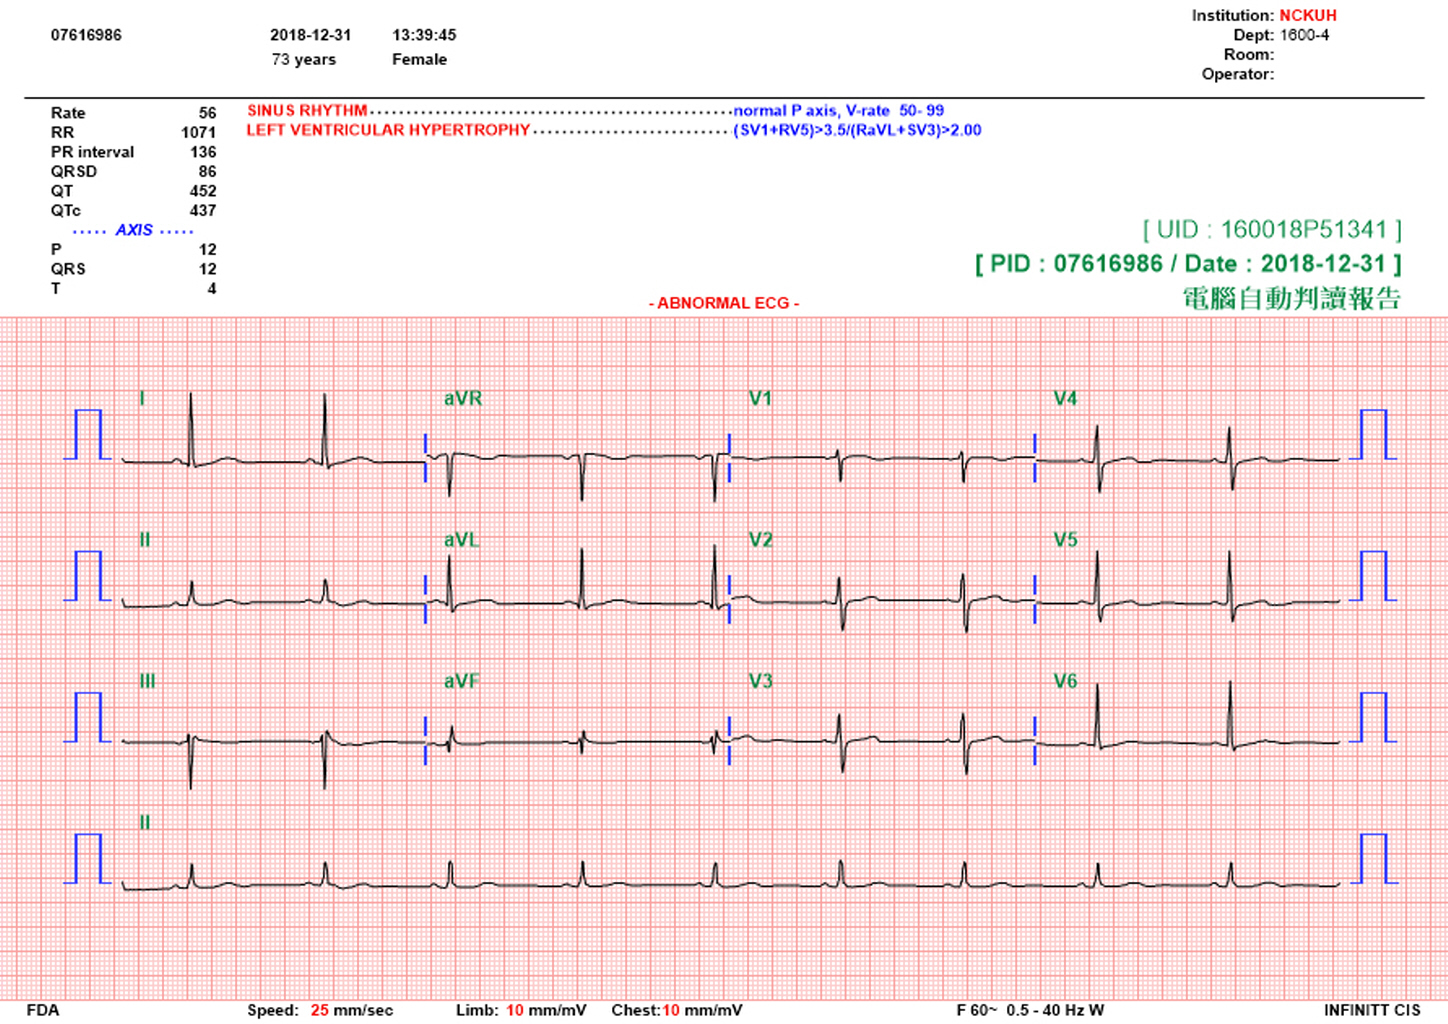 Institution: NCKUH
07616986 2018-12-31 13:39:45 Dept: 1600-4
Room:
73 years Female
Operator:
Rate 56 SINUS RHYTHM normal P axis, V-rate 50- 99
RR 1071 LEFT VENTRICULAR HYPERTROPHY (SV1+RV5)>3.5/(RaVL+SV3)>2.00
PR interval 136
QRSD 86
QT 452
QTc 437
AXIS
P 12
QRS 12
T 4
[ UID : 160018P51341 ]
[ PID : 07616986 / Date : 2018-12-31 ]
電腦自動判讀報告
- ABNORMAL ECG -
I aVR V1 V4
II aVL V2 V5
III aVF V3 V6
II
FDA Speed: 25 mm/sec Limb: 10 mm/mV Chest:10 mm/mV F 60~ 0.5 - 40 Hz W INFINITT CIS